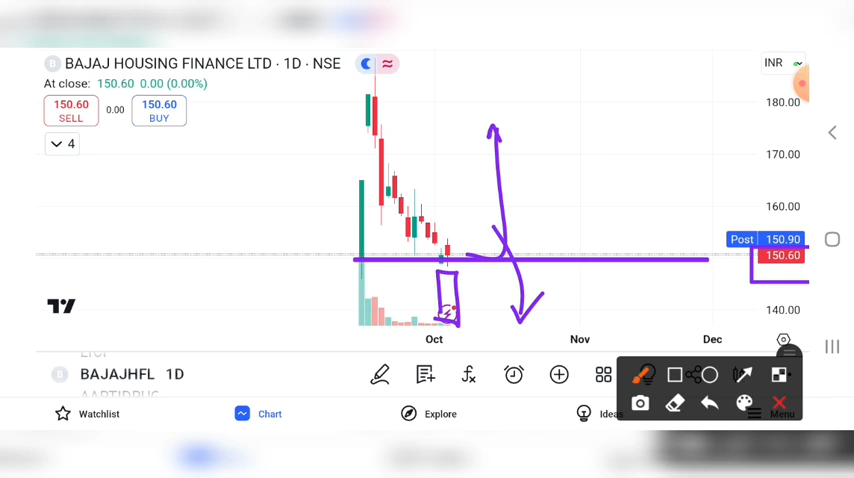 B BAJAJ HOUSING FINANCE LTD · 1D · NSE
INR
At close: 150.60 0.00 (0.00%)
150.60 SELL
0.00
150.60 BUY
4
180.00
170.00
160.00
Post 150.90
150.60
140.00
Oct Nov Dec
B BAJAJHFL 1D
Watchlist Chart Explore Ideas Menu